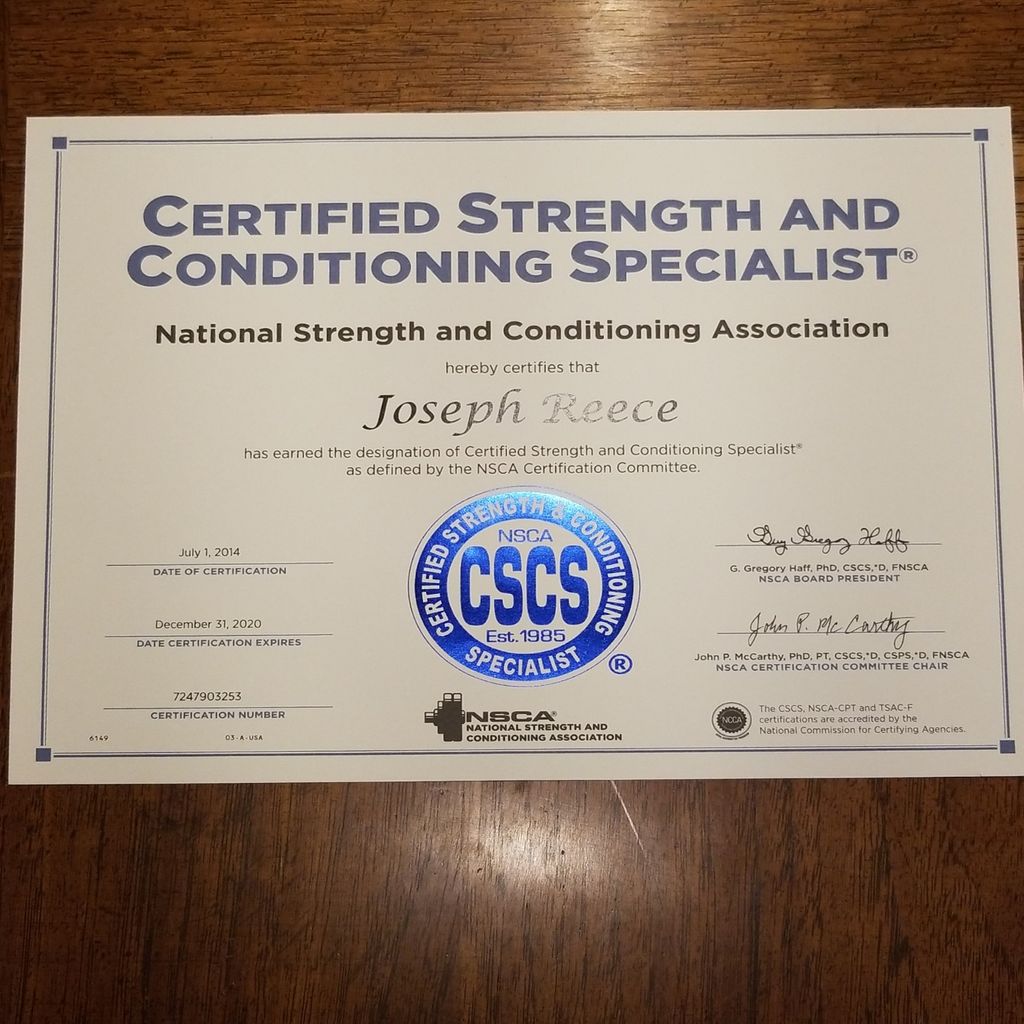 CERTIFIED STRENGTH AND
CONDITIONING SPECIALIST®
National Strength and Conditioning Association
hereby certifies that
Joseph Reece
has earned the designation of Certified Strength and Conditioning Specialist®
as defined by the NSCA Certification Committee.
July 1, 2014
DATE OF CERTIFICATION
December 31, 2020
DATE CERTIFICATION EXPIRES
7247903253
CERTIFICATION NUMBER
6149 03-A-USA
CERTIFIED STRENGTH & CONDITIONING
NSCA
CSCS
Est.1985
SPECIALIST
®
NSCA®
NATIONAL STRENGTH AND
CONDITIONING ASSOCIATION
G. Gregory Haff
G. Gregory Haff, PhD, CSCS,*D, FNSCA
NSCA BOARD PRESIDENT
John P. McCarthy
John P. McCarthy, PhD, PT, CSCS,*D, CSPS,*D, FNSCA
NSCA CERTIFICATION COMMITTEE CHAIR
NCCA
The CSCS, NSCA-CPT and TSAC-F
certifications are accredited by the
National Commission for Certifying Agencies.